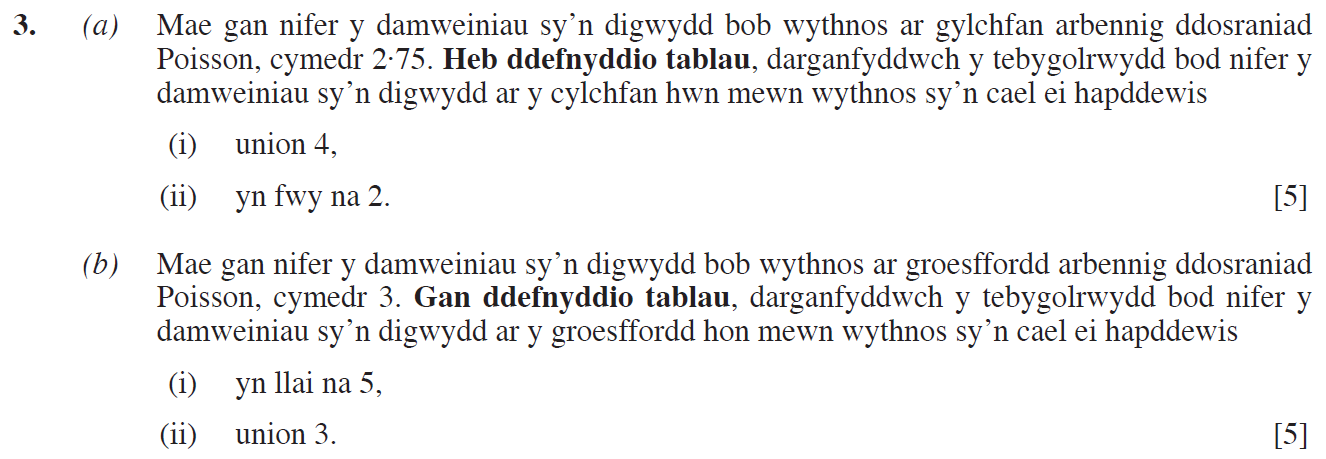 3. (a) Mae gan nifer y damweiniau sy’n digwydd bob wythnos ar gylchfan arbennig ddosraniad
Poisson, cymedr 2·75. Heb ddefnyddio tablau, darganfyddwch y tebygolrwydd bod nifer y
damweiniau sy’n digwydd ar y cylchfan hwn mewn wythnos sy’n cael ei hapddewis
(i) union 4,
(ii) yn fwy na 2. [5]
(b) Mae gan nifer y damweiniau sy’n digwydd bob wythnos ar groesffordd arbennig ddosraniad
Poisson, cymedr 3. Gan ddefnyddio tablau, darganfyddwch y tebygolrwydd bod nifer y
damweiniau sy’n digwydd ar y groesffordd hon mewn wythnos sy’n cael ei hapddewis
(i) yn llai na 5,
(ii) union 3. [5]